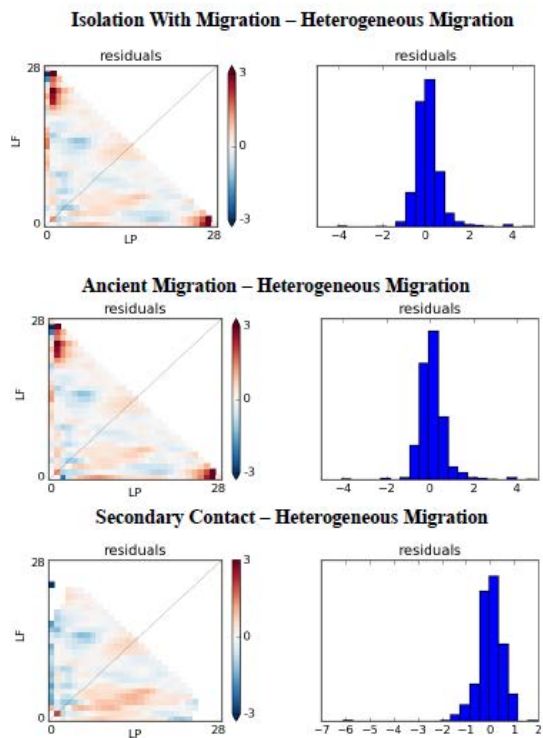 Isolation With Migration – Heterogeneous Migration
residuals
residuals
28
LF
0
0
LP
28
3
0
-3
−4
−2
0
2
4
Ancient Migration – Heterogeneous Migration
residuals
residuals
28
LF
0
0
LP
28
3
0
-3
−4
−2
0
2
4
Secondary Contact – Heterogeneous Migration
residuals
residuals
28
LF
0
0
LP
28
3
0
-3
−7
−6
−5
−4
−3
−2
−1
0
1
2